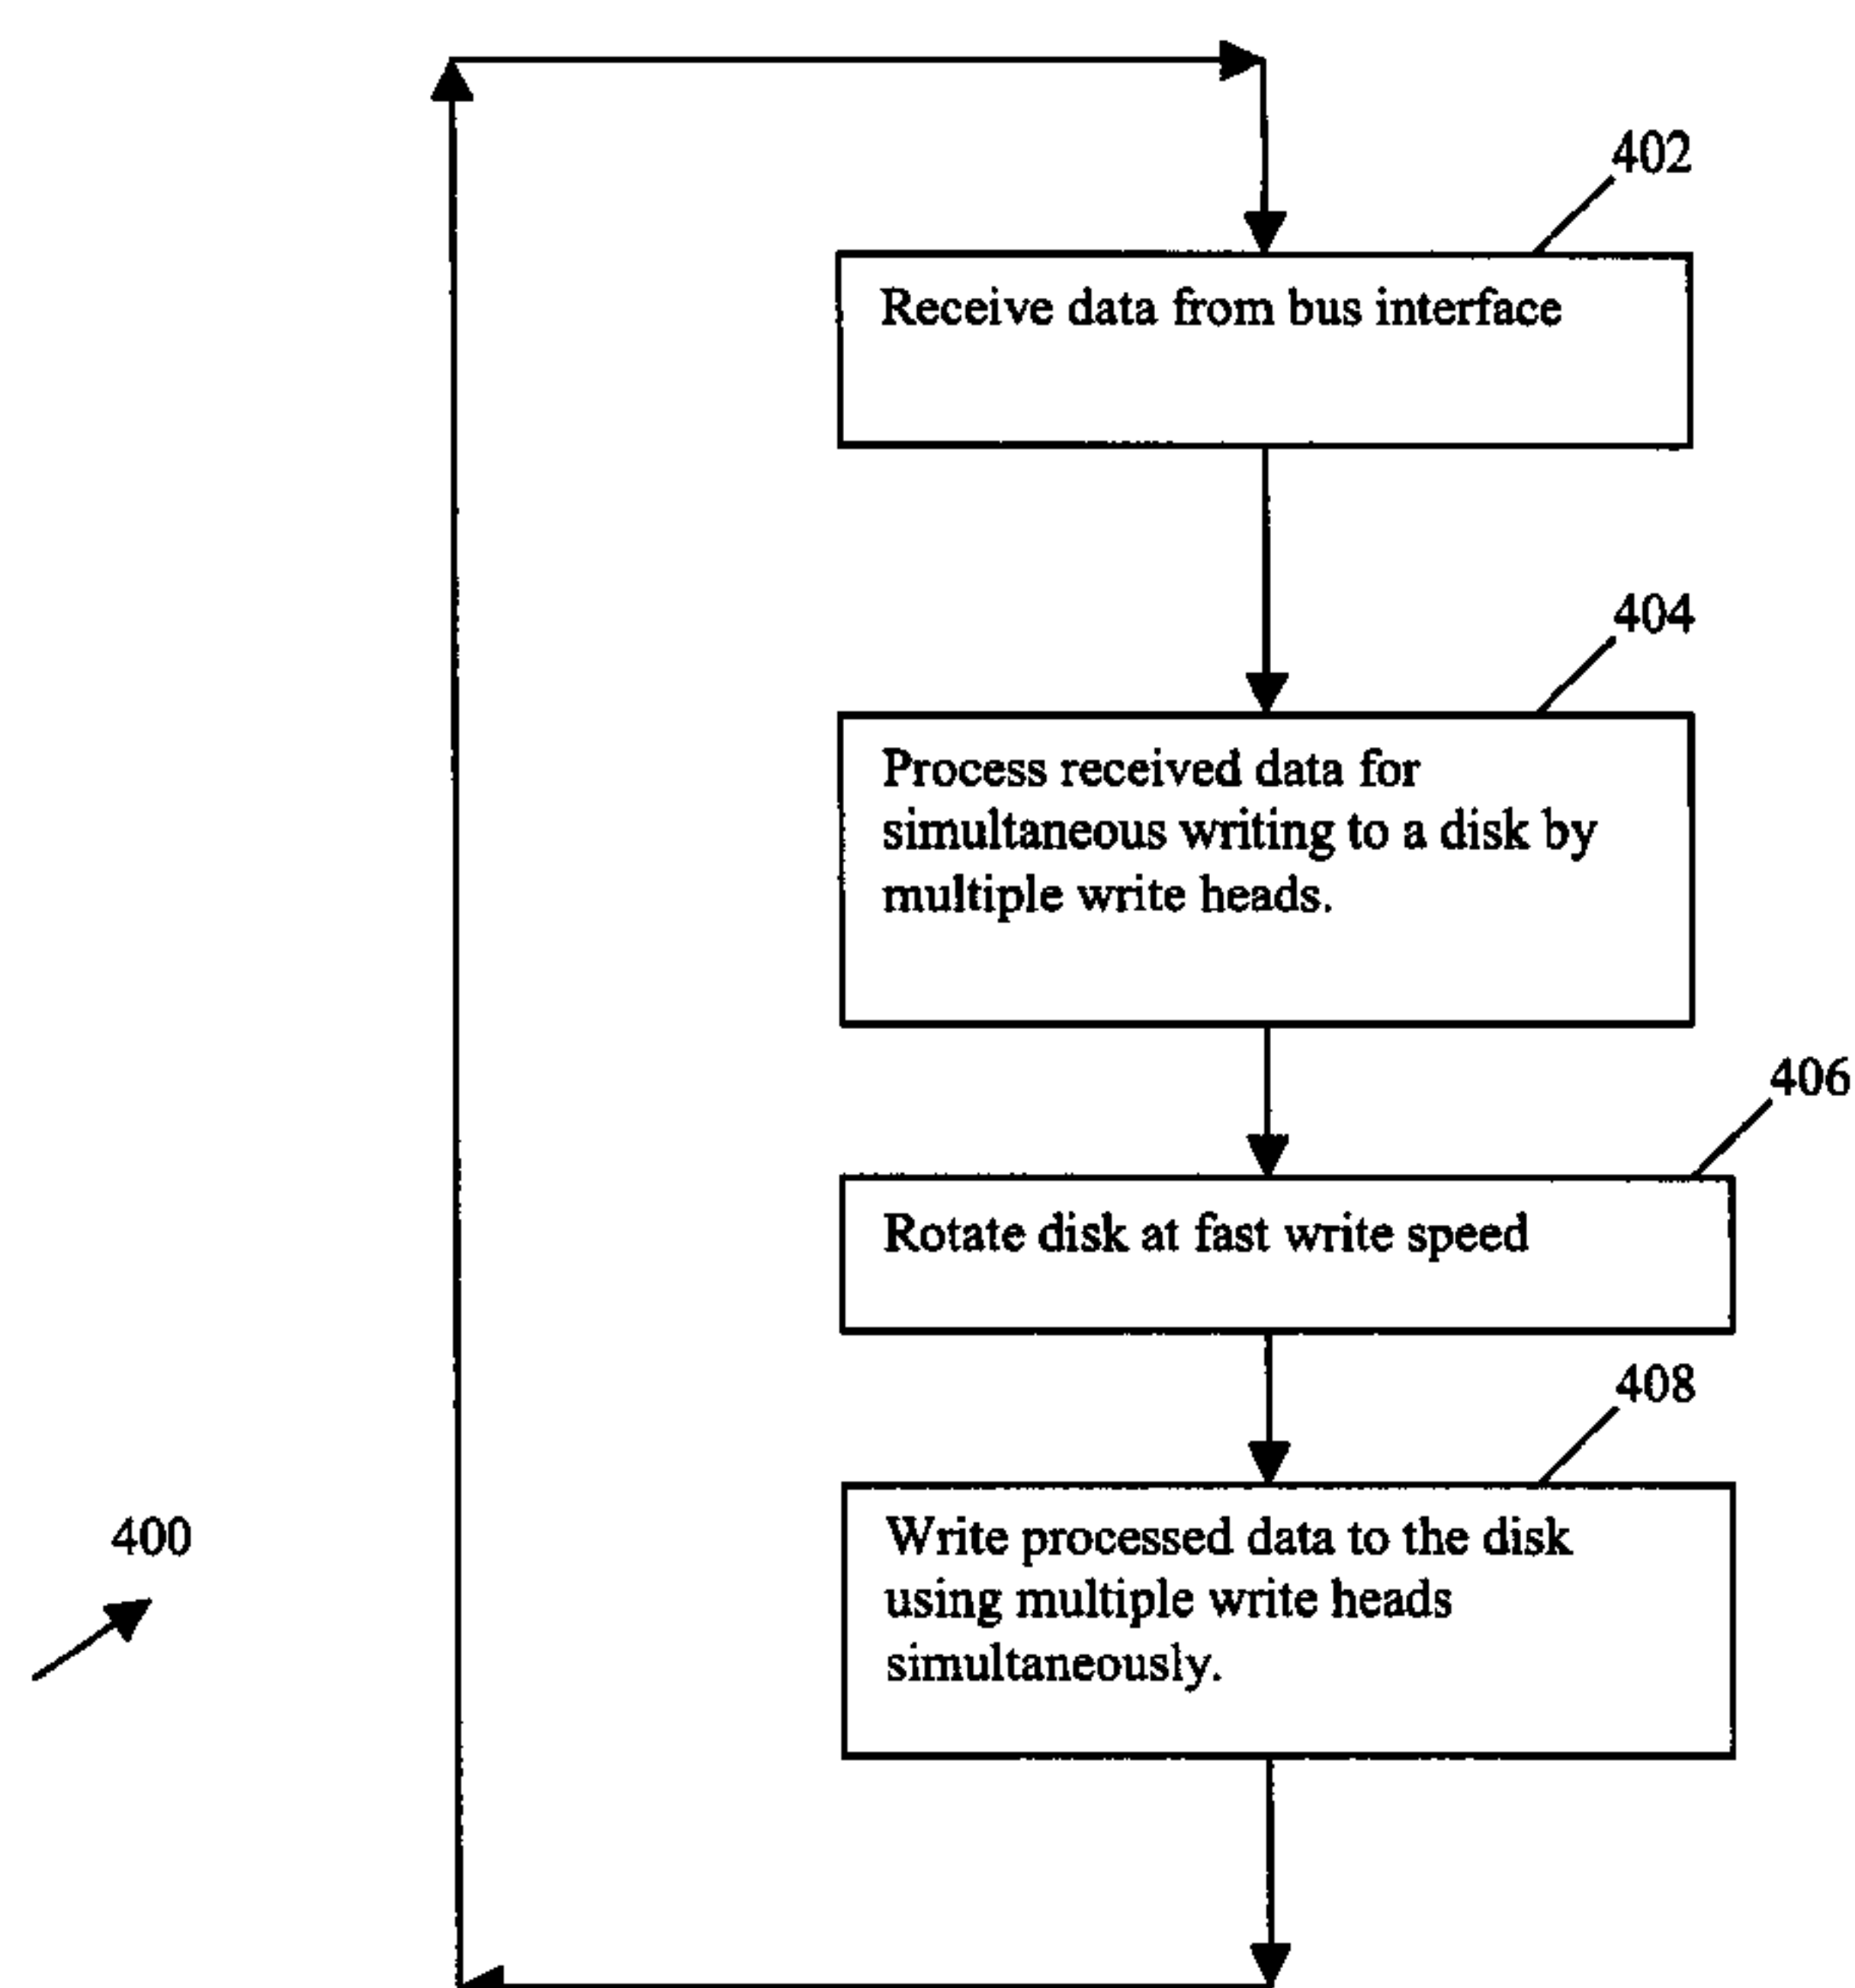 402
Receive data from bus interface
404
Process received data for
simultaneous writing to a disk by
multiple write heads.
406
Rotate disk at fast write speed
408
Write processed data to the disk
using multiple write heads
simultaneously.
400